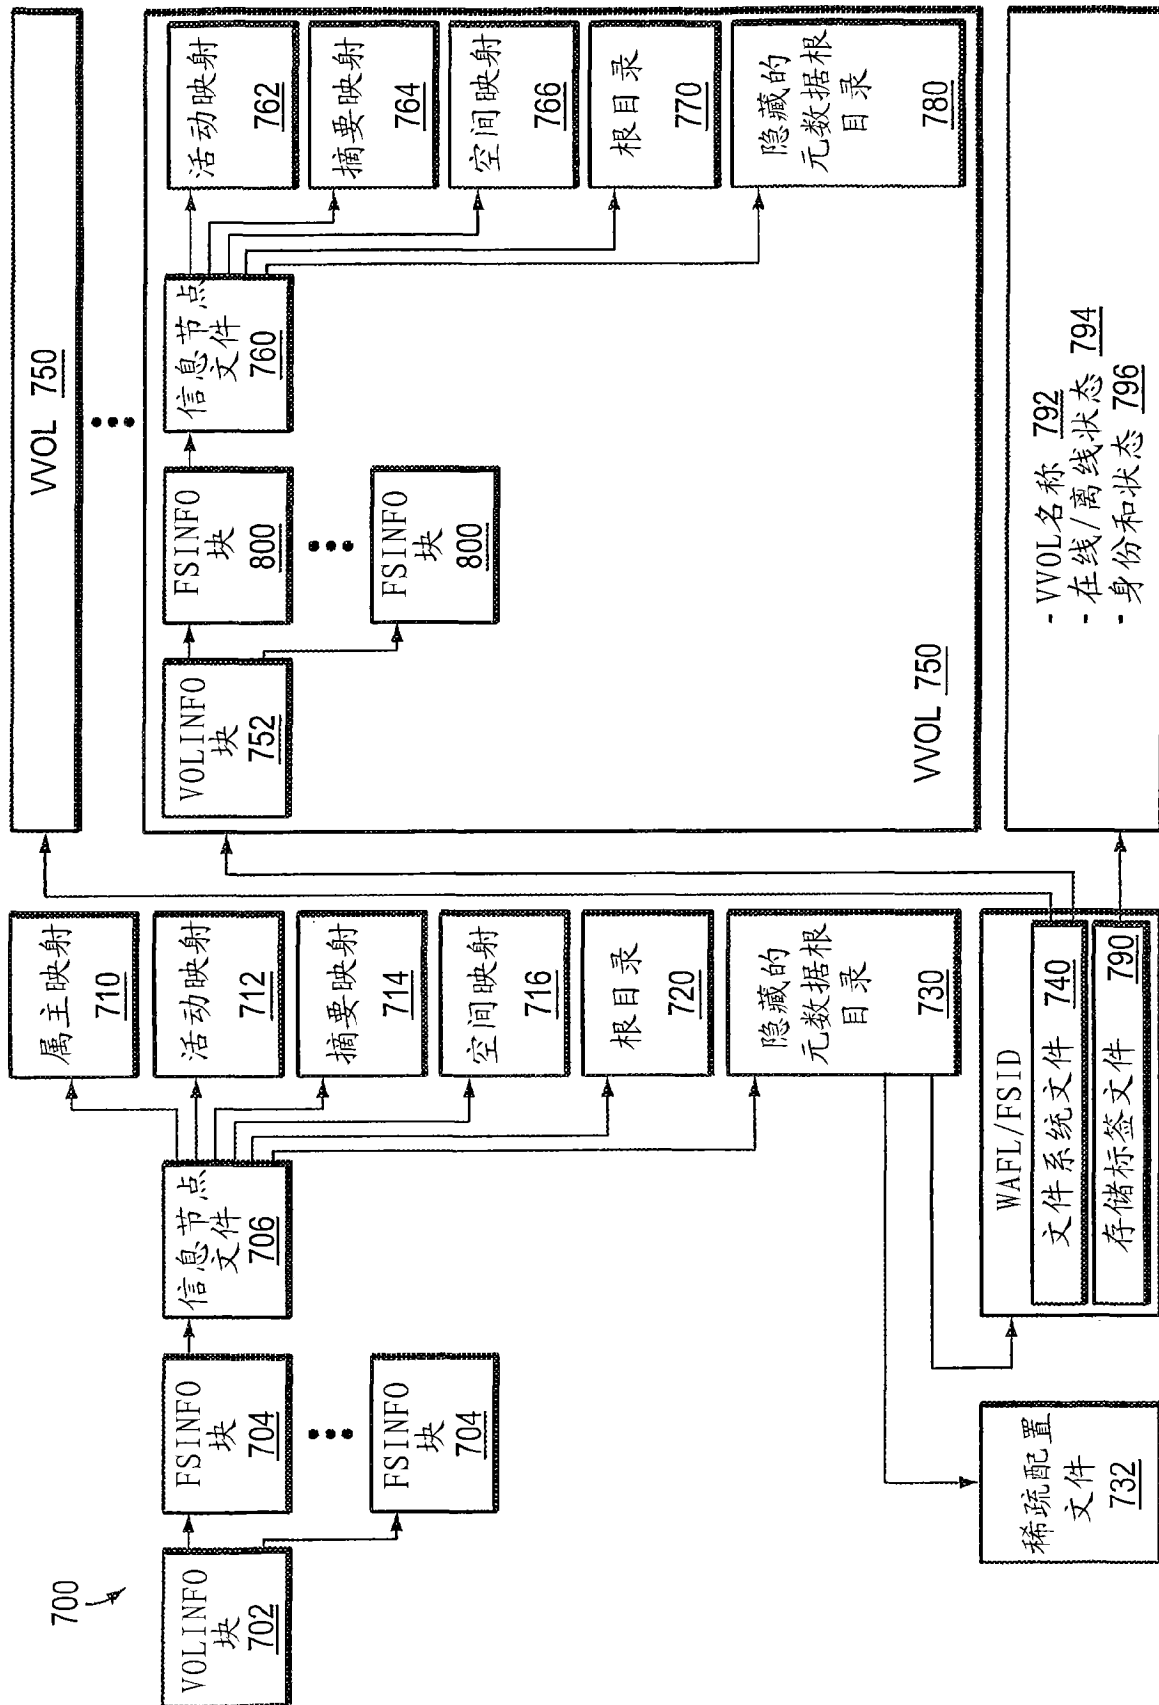 700
VOLINFO
块
702
FSINFO
块
704
FSINFO
块
704
信息节点
文件
706
属主映射
710
活动映射
712
摘要映射
714
空间映射
716
根目录
720
隐藏的
元数据根
目录
730
稀疏配置
文件
732
WAFL/FSID
文件系统文件 740
存储标签文件 790
VVOL 750
VOLINFO
块
752
FSINFO
块
800
FSINFO
块
800
信息节点
文件
760
活动映射
762
摘要映射
764
空间映射
766
根目录
770
隐藏的
元数据根
目录
780
VVOL 750
- VVOL名称 792
- 在线/离线状态 794
- 身份和状态 796